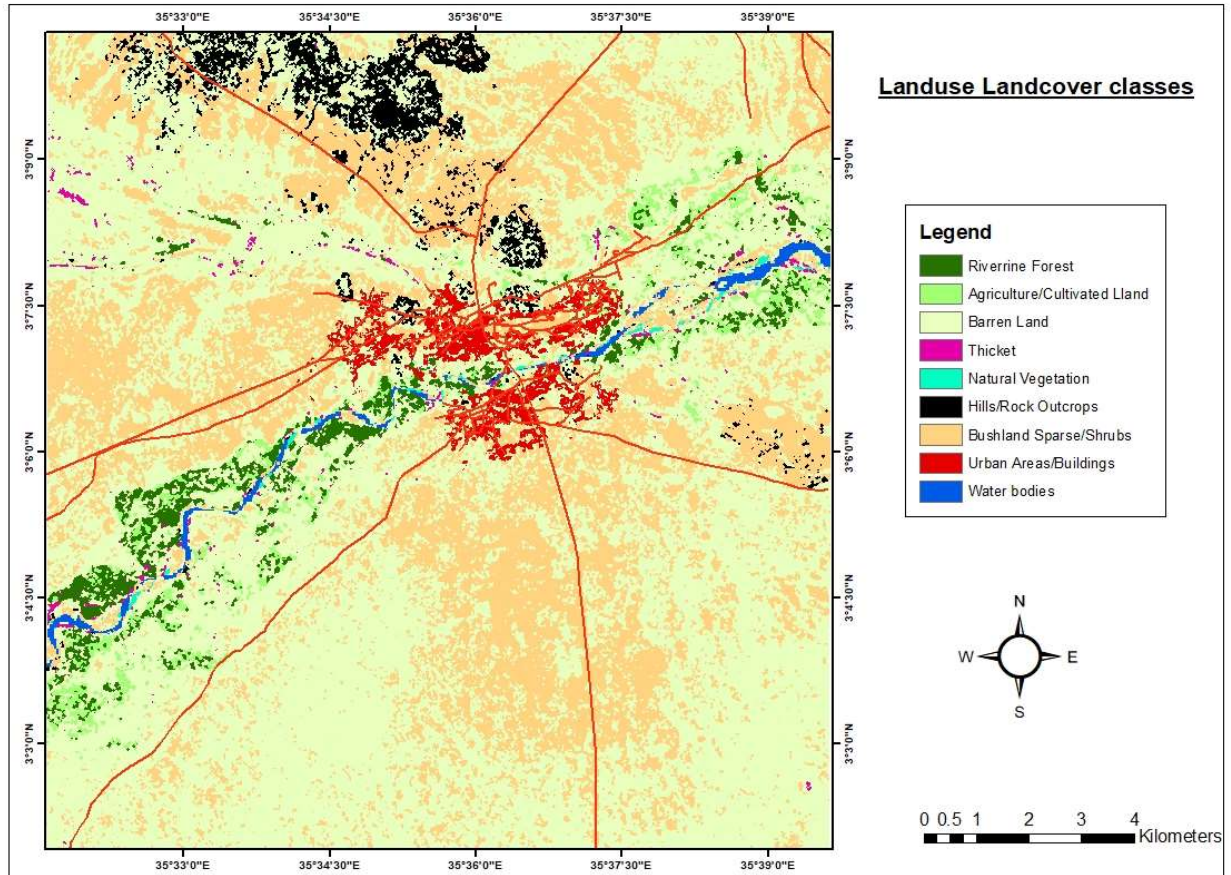 35°33'0"E 35°34'30"E 35°36'0"E 35°37'30"E 35°39'0"E
Landuse Landcover classes
3°9'0"N 3°9'0"N
Legend
Riverrine Forest
Agriculture/Cultivated Lland
3°7'30"N 3°7'30"N
Barren Land
Thicket
Natural Vegetation
Hills/Rock Outcrops
3°6'0"N 3°6'0"N
Bushland Sparse/Shrubs
Urban Areas/Buildings
Water bodies
3°4'30"N 3°4'30"N
N
W E
S
3°3'0"N 3°3'0"N
0 0.5 1 2 3 4
Kilometers
35°33'0"E 35°34'30"E 35°36'0"E 35°37'30"E 35°39'0"E